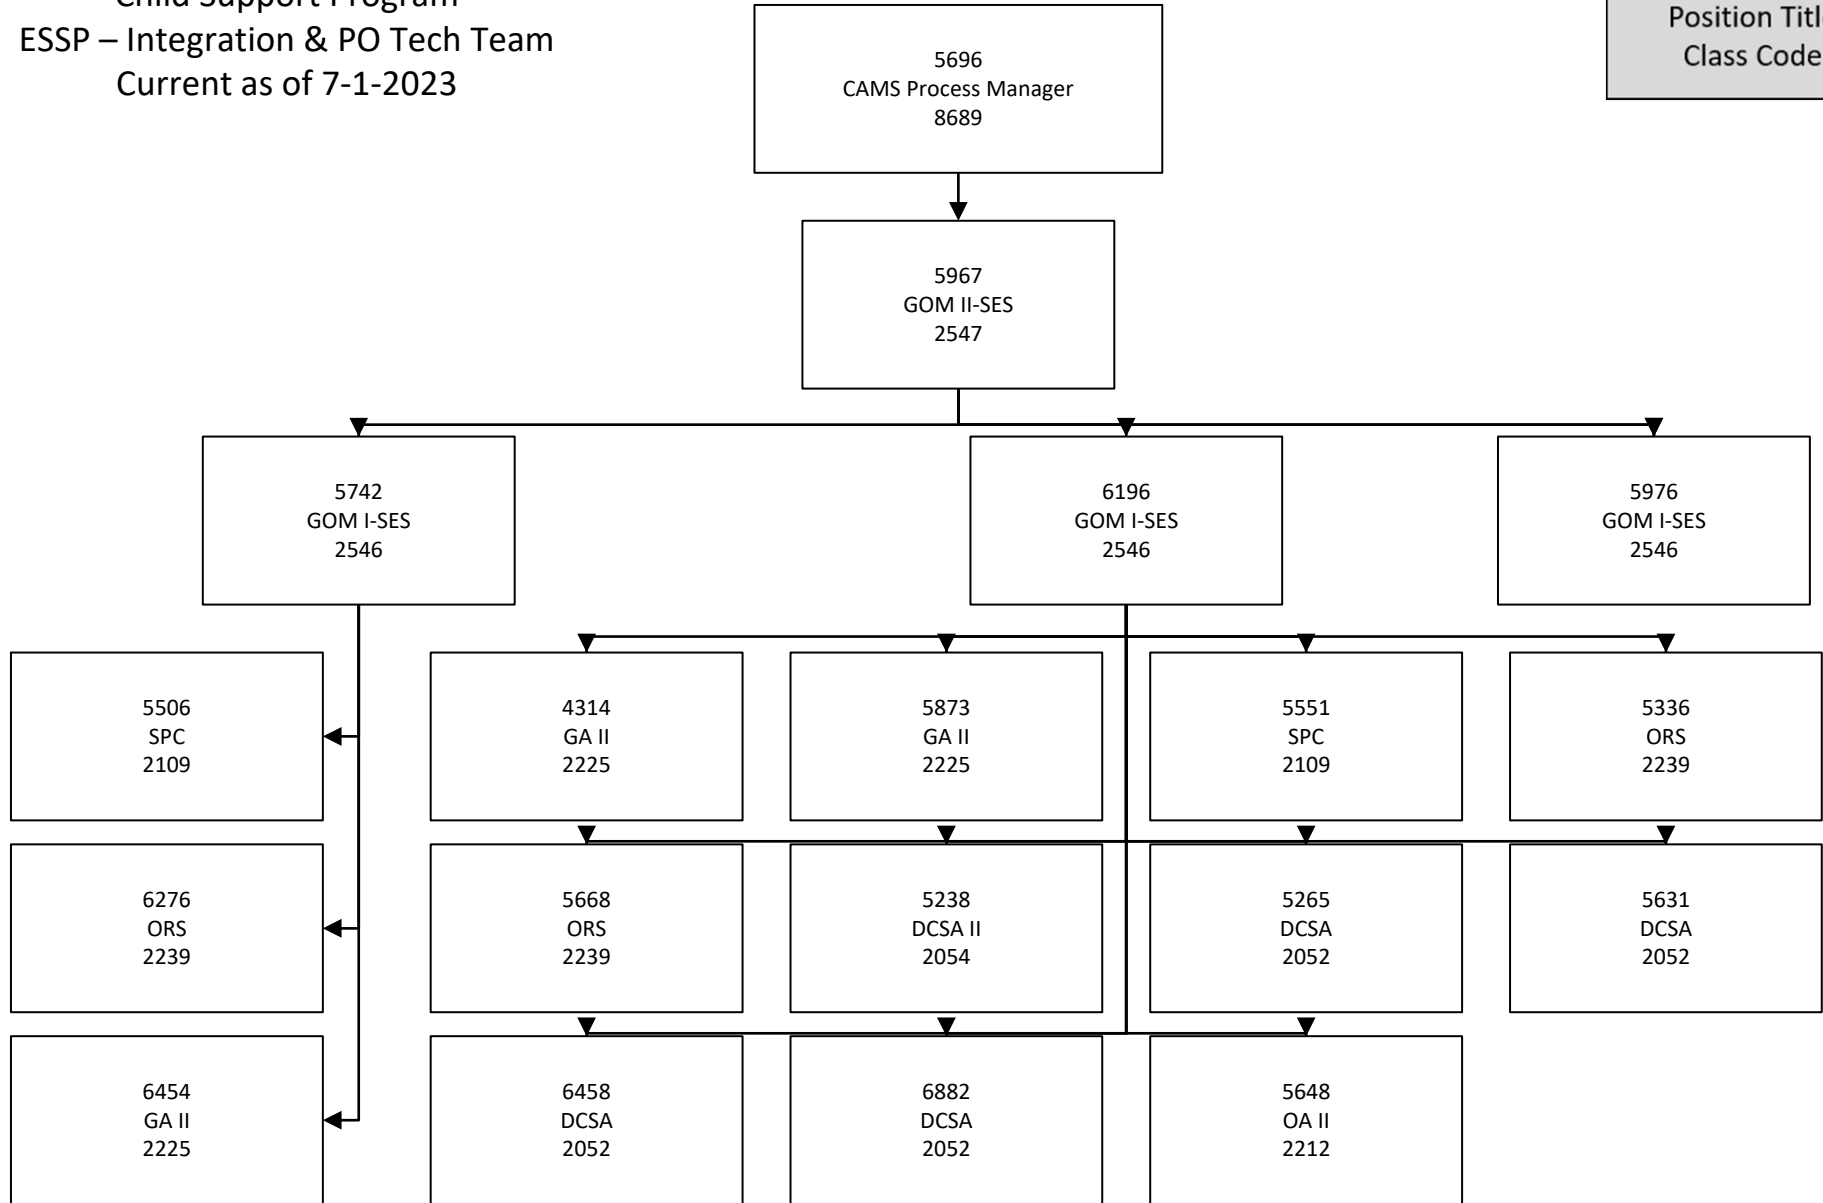 Child Support Program
ESSP – Integration & PO Tech Team
Current as of 7-1-2023
Position Title
Class Code
5696
CAMS Process Manager
8689
5967
GOM II-SES
2547
5742
GOM I-SES
2546
6196
GOM I-SES
2546
5976
GOM I-SES
2546
5506
SPC
2109
4314
GA II
2225
5873
GA II
2225
5551
SPC
2109
5336
ORS
2239
6276
ORS
2239
5668
ORS
2239
5238
DCSA II
2054
5265
DCSA
2052
5631
DCSA
2052
6454
GA II
2225
6458
DCSA
2052
6882
DCSA
2052
5648
OA II
2212